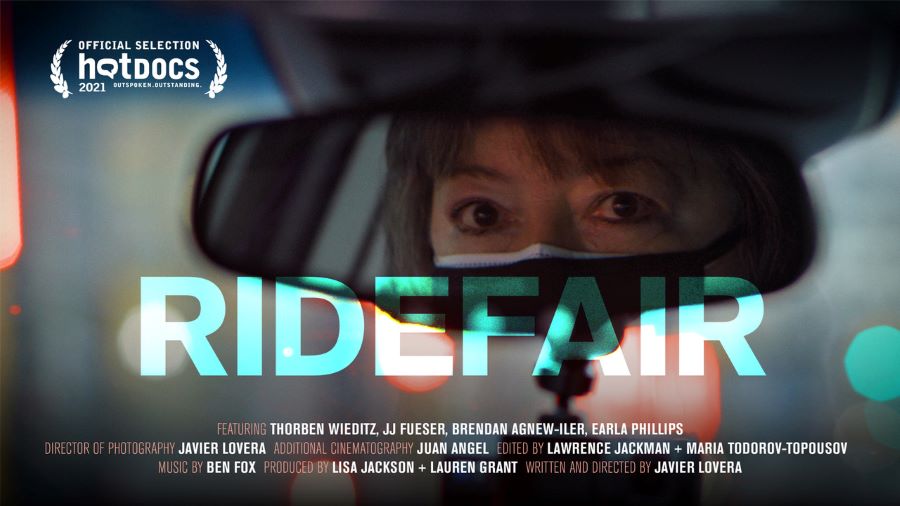 OFFICIAL SELECTION
hotDOCS
2021 OUTSPOKEN.OUTSTANDING.
RIDEFAIR
FEATURING THORBEN WIEDITZ, JJ FUESER, BRENDAN AGNEW-ILER, EARLA PHILLIPS
DIRECTOR OF PHOTOGRAPHY JAVIER LOVERA ADDITIONAL CINEMATOGRAPHY JUAN ANGEL EDITED BY LAWRENCE JACKMAN + MARIA TODOROV-TOPOUSOV
MUSIC BY BEN FOX PRODUCED BY LISA JACKSON + LAUREN GRANT WRITTEN AND DIRECTED BY JAVIER LOVERA